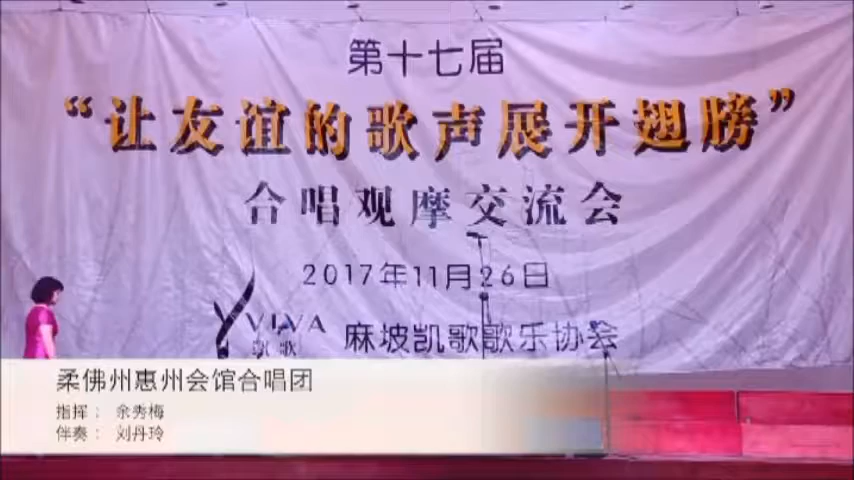 第十七届
“让友谊的歌声展开翅膀”
合唱观摩交流会
2017年11月26日
VIVA
凯歌
麻坡凯歌歌乐协会
柔佛州惠州会馆合唱团
指挥： 余秀梅
伴奏： 刘丹玲